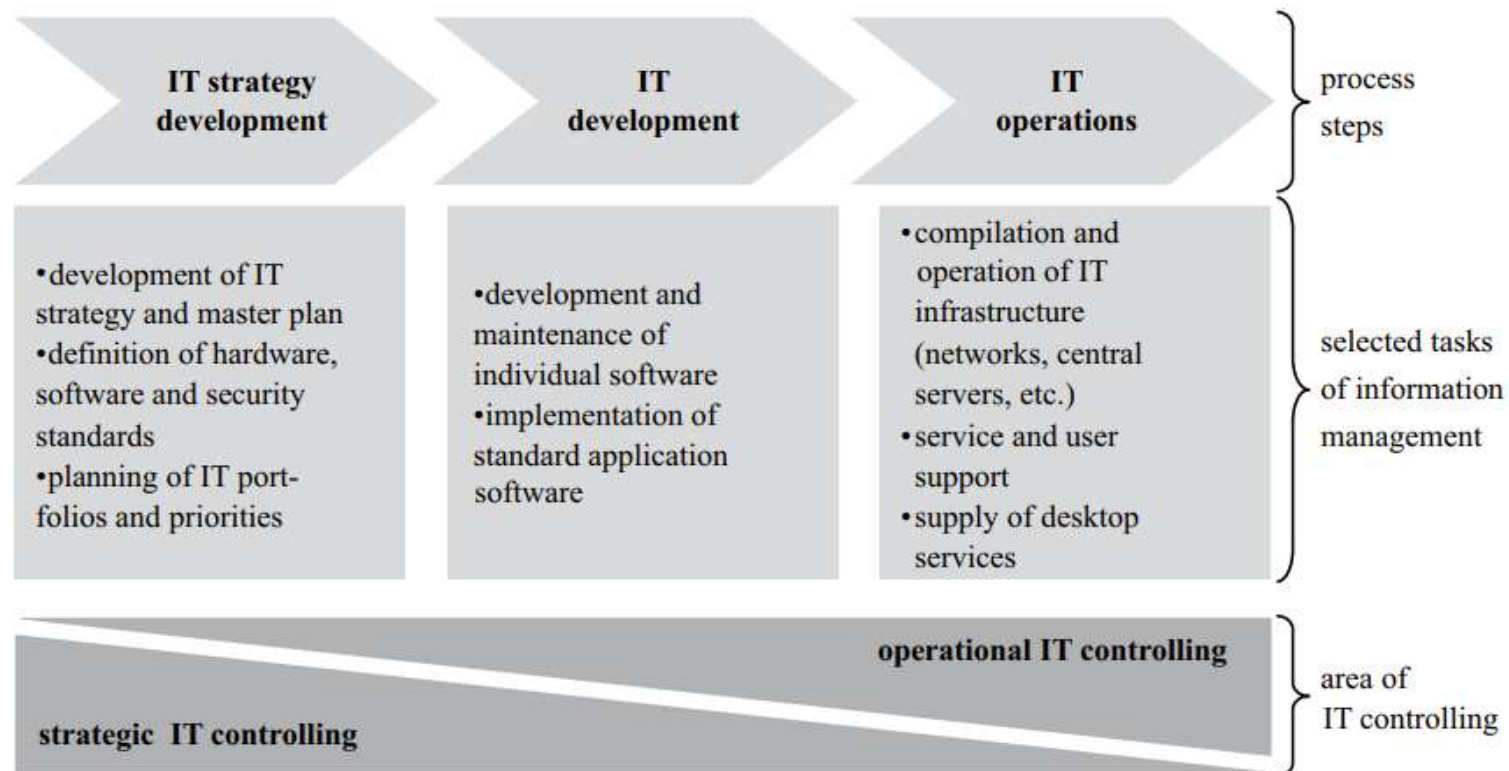 IT strategy
development
IT
development
IT
operations
process
steps
•development of IT
strategy and master plan
•definition of hardware,
software and security
standards
•planning of IT port-
folios and priorities
•development and
maintenance of
individual software
•implementation of
standard application
software
•compilation and
operation of IT
infrastructure
(networks, central
servers, etc.)
•service and user
support
•supply of desktop
services
selected tasks
of information
management
operational IT controlling
strategic IT controlling
area of
IT controlling